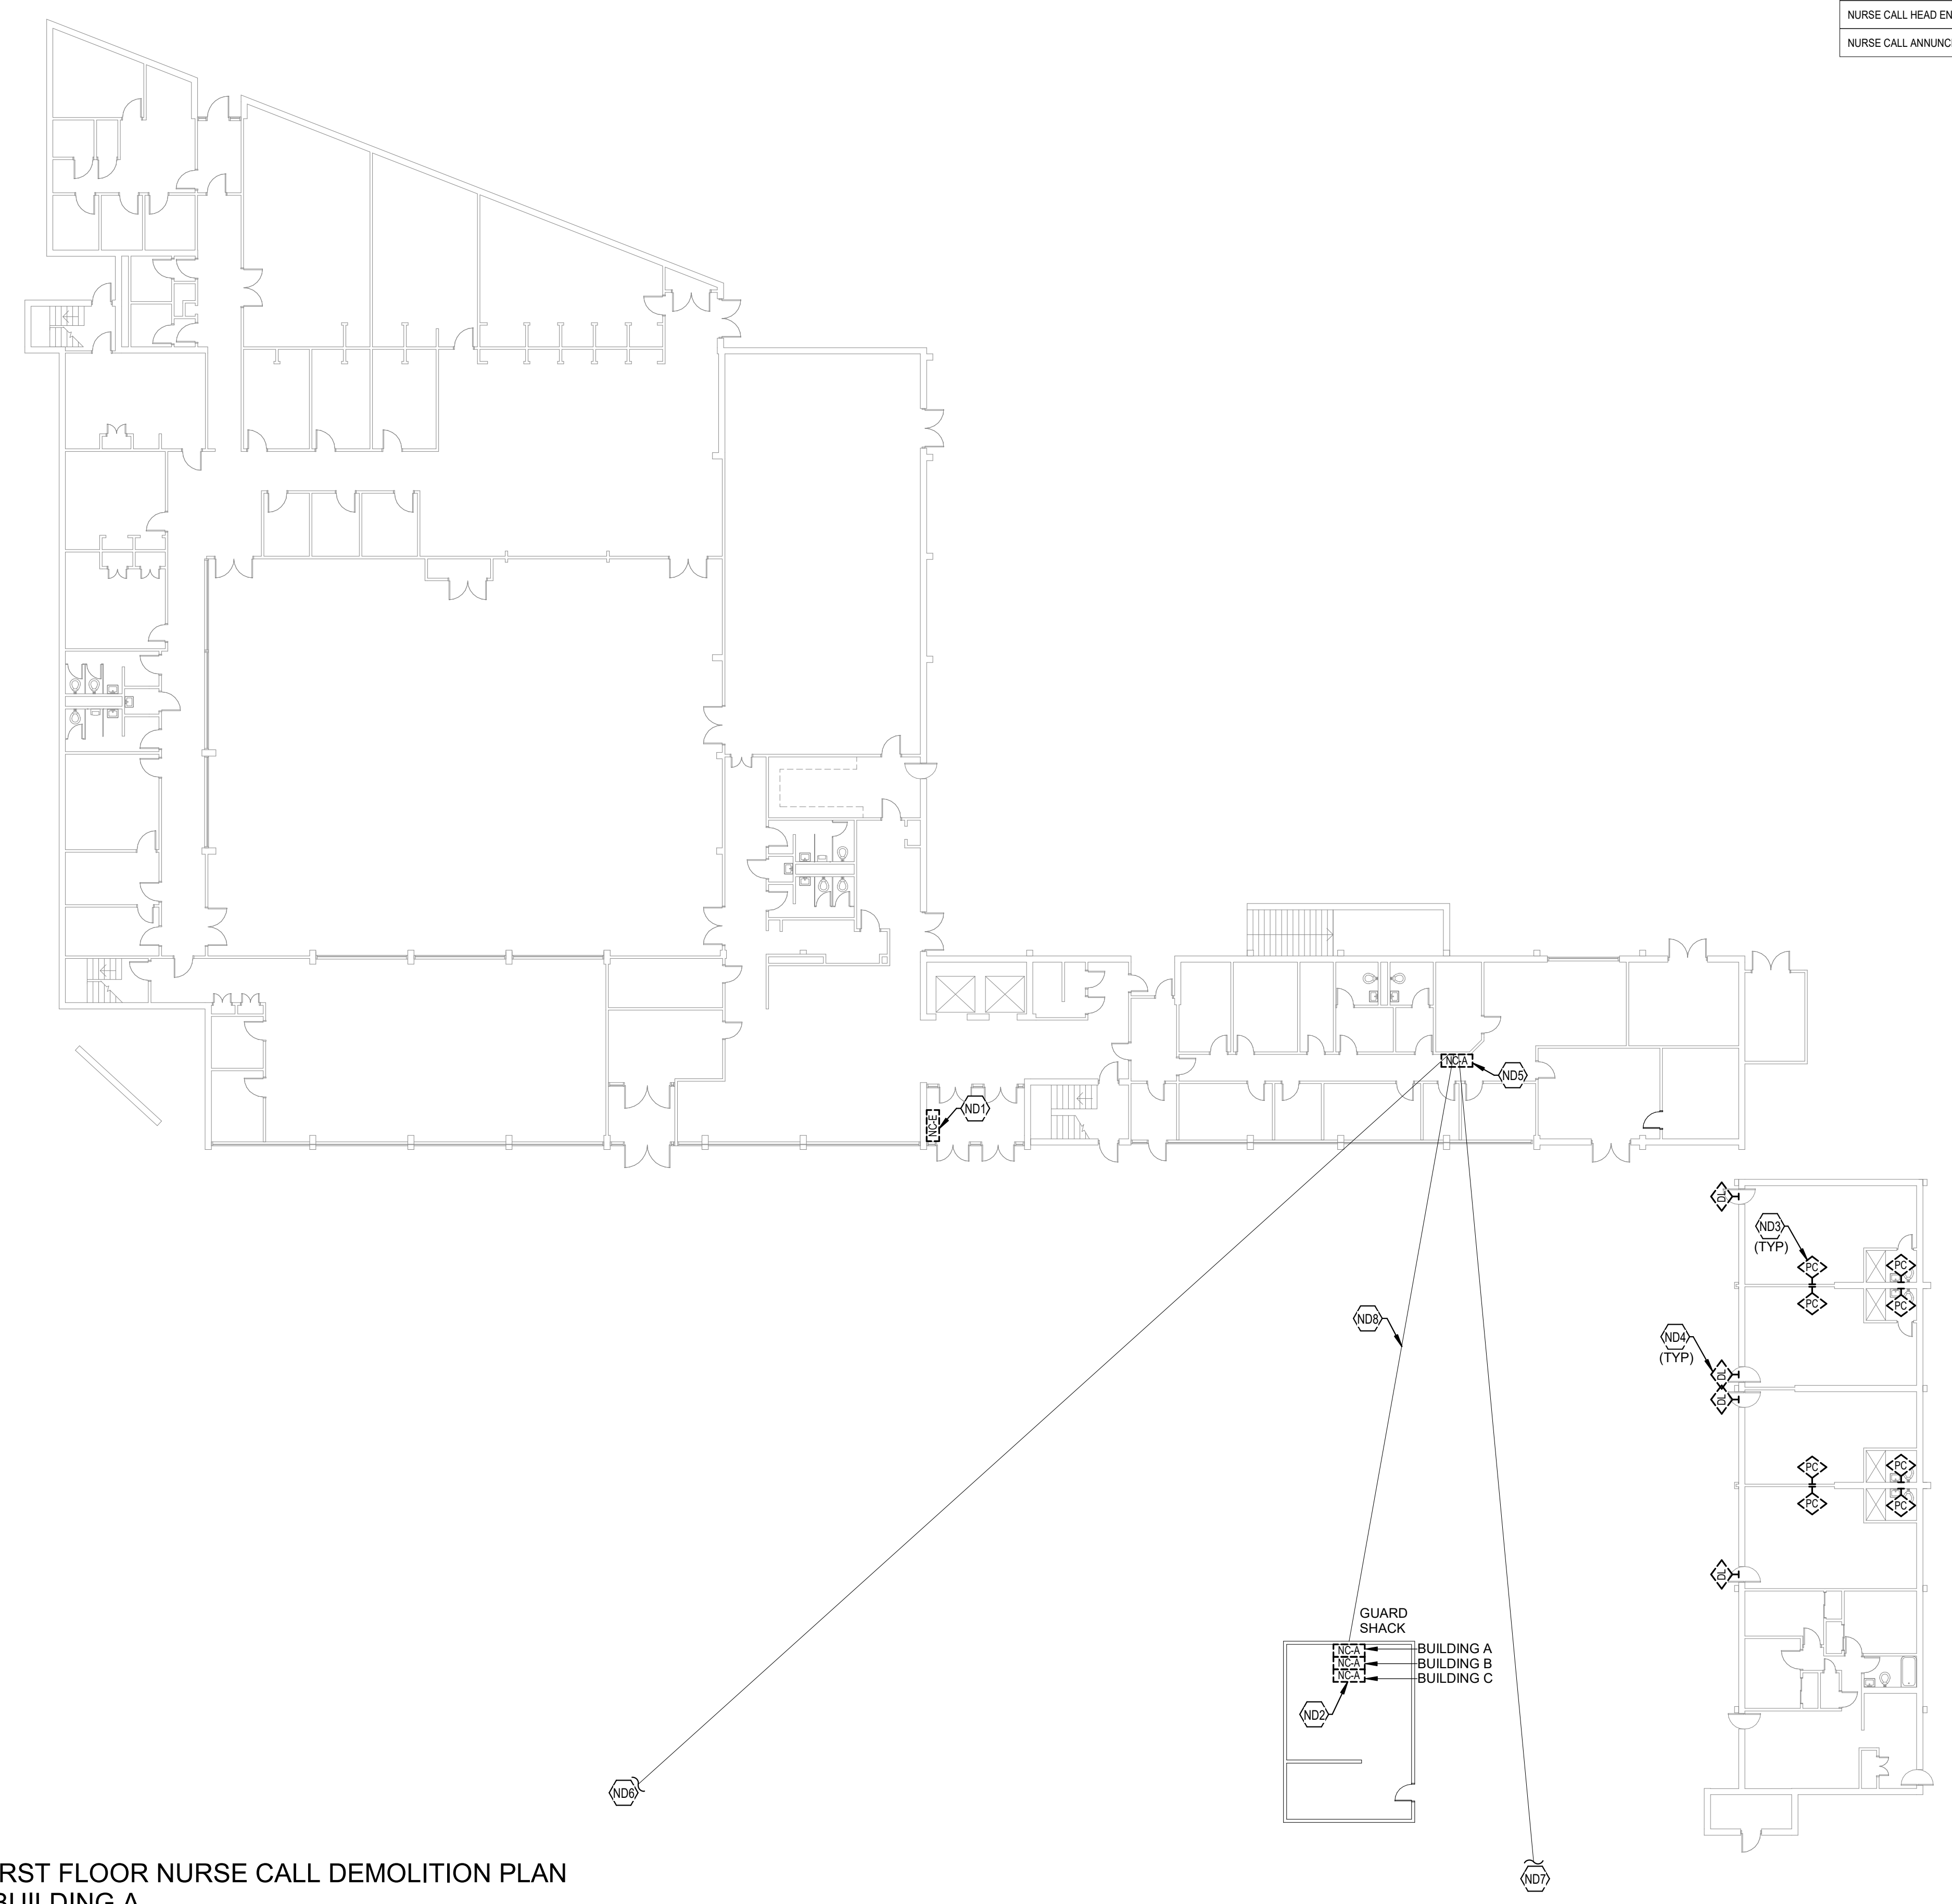 NURSE CALL HEAD EN
NURSE CALL ANNUNC
NC-A
ND5
NC-E
ND1
DL
ND3
(TYP)
PC
PC
PC
PC
ND8
ND4
(TYP)
DL
DL
PC
PC
PC
PC
DL
GUARD
SHACK
NC-A
BUILDING A
NC-A
BUILDING B
NC-A
BUILDING C
ND2
ND6
ND7
RST FLOOR NURSE CALL DEMOLITION PLAN
BUILDING A